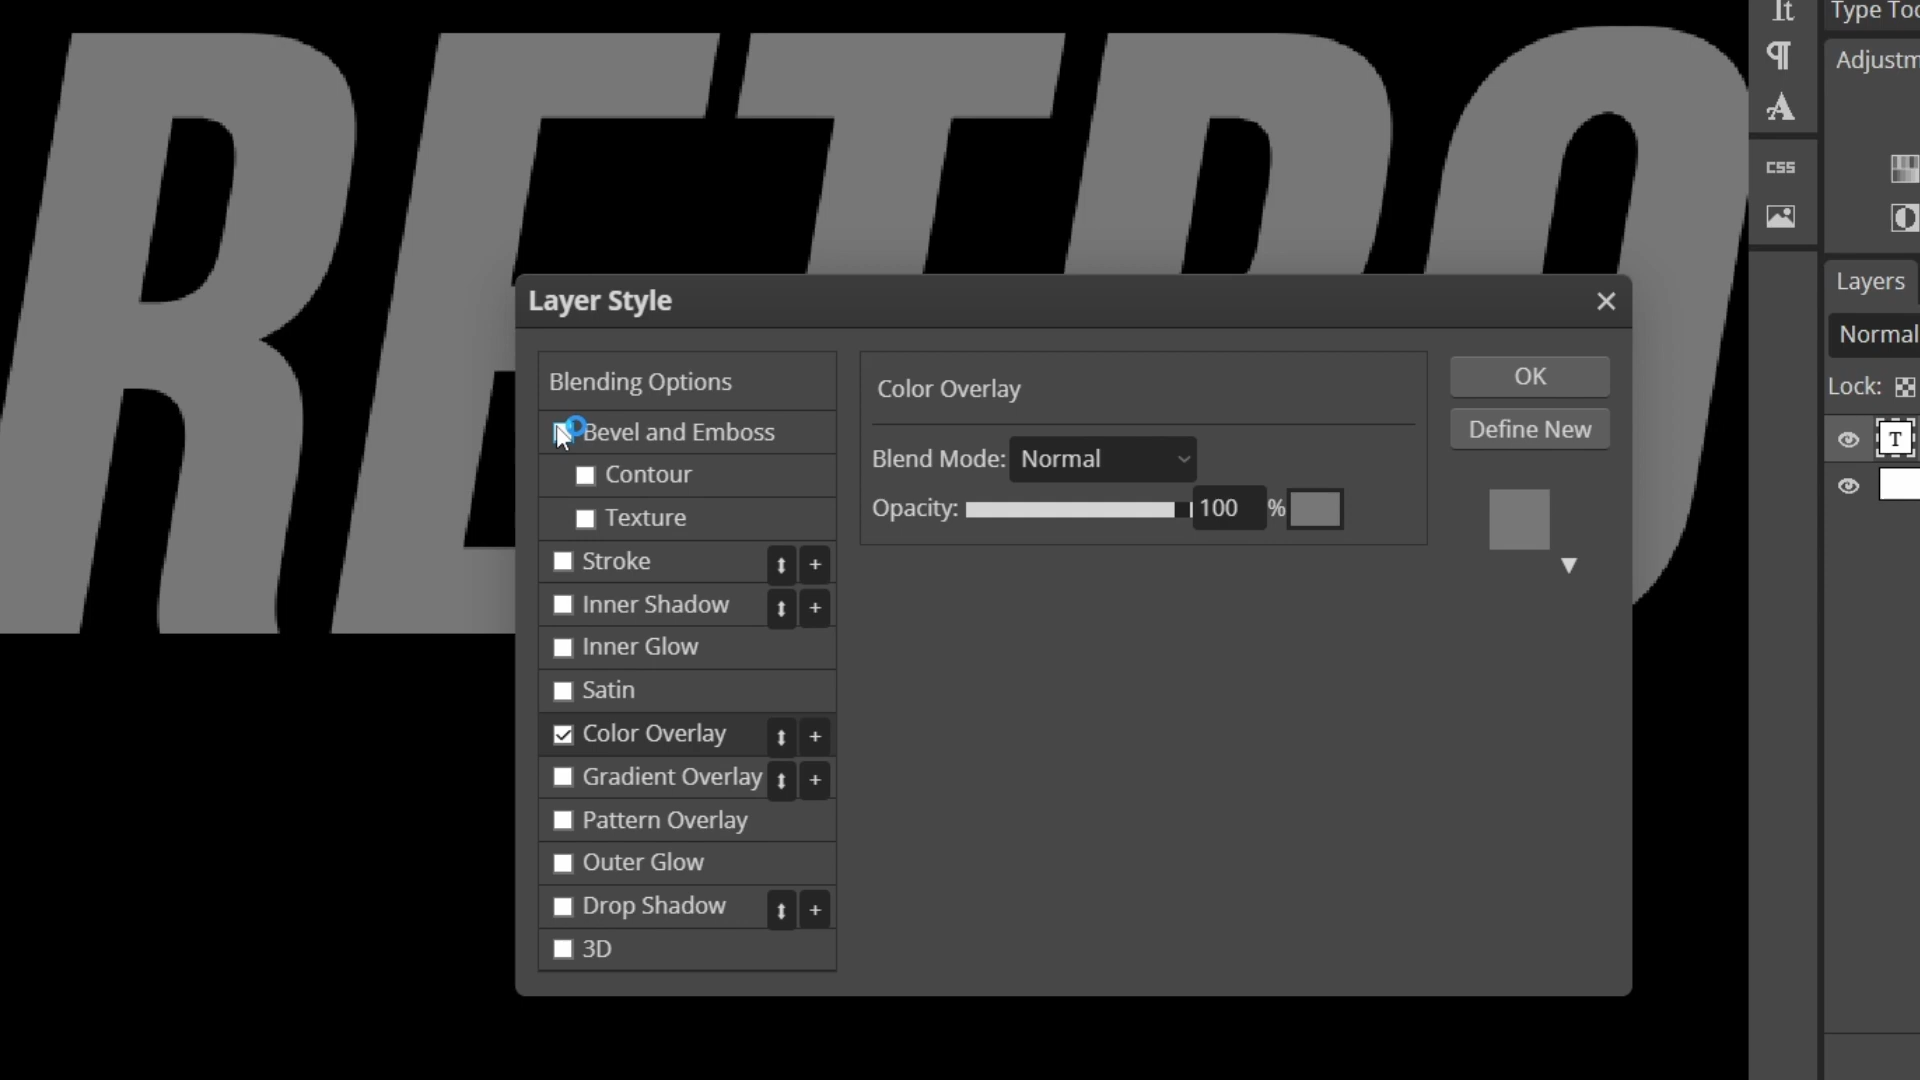 RETRO
It
Type Too
¶
Adjustm
A
CSS
Layers
Normal
Lock:
T
Layer Style
Blending Options
Bevel and Emboss
Contour
Texture
Stroke
Inner Shadow
Inner Glow
Satin
Color Overlay
Gradient Overlay
Pattern Overlay
Outer Glow
Drop Shadow
3D
Color Overlay
Blend Mode: Normal
Opacity: 100 %
OK
Define New